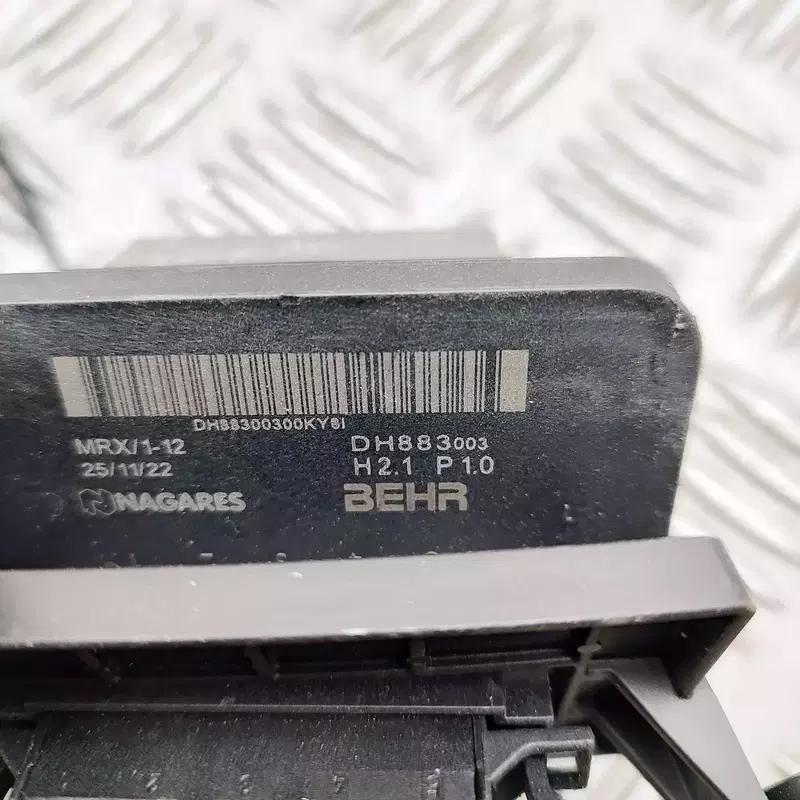 DH88300300KY8I
MRX/1-12
DH883003
25/11/22
H2.1 P1.0
NAGARES
BEHR